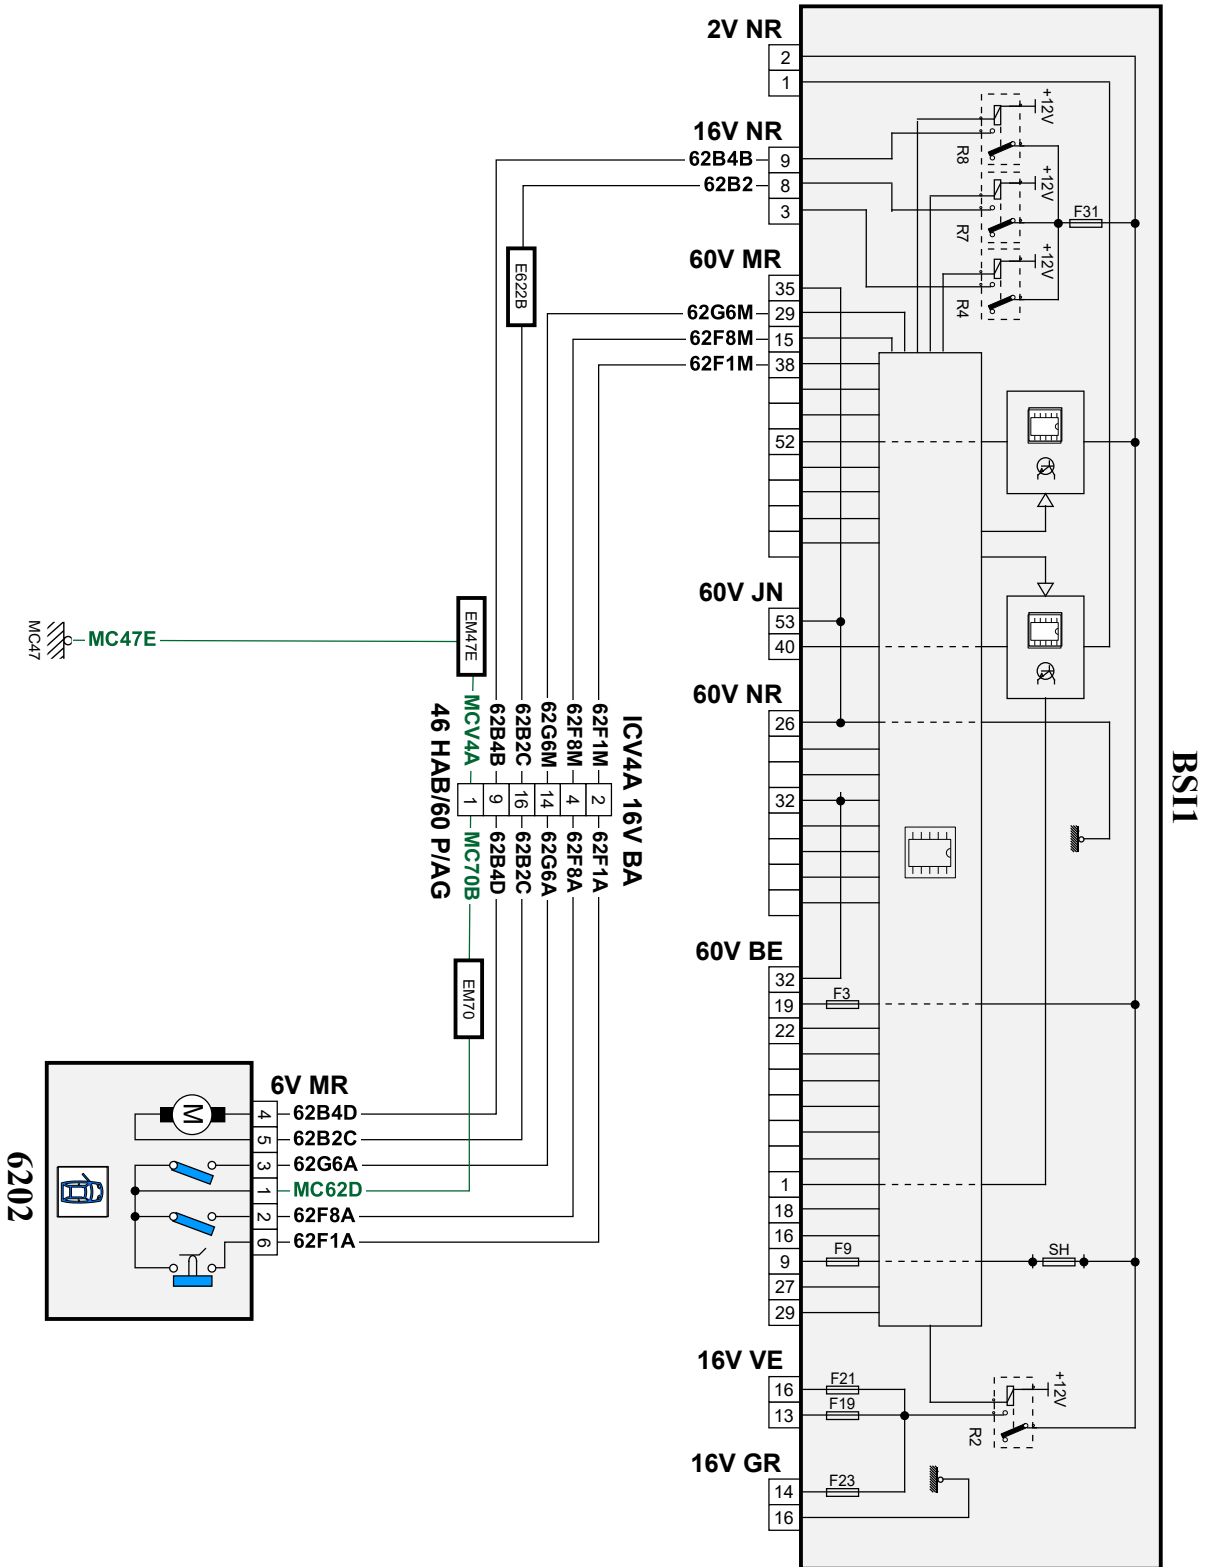 2V NR
2
1
16V NR
62B4B
9
62B2
8
3
60V MR
35
62G6M
29
62F8M
15
62F1M
38
52
60V JN
53
40
60V NR
26
32
60V BE
32
19
22
1
18
16
9
27
29
16V VE
16
13
16V GR
14
16
+12V
R8
+12V
R7
+12V
R4
F31
F3
F9
SH
F21
F19
F23
+12V
R2
BSI1
E622B
EM47E
MC47E
MC47
ICV4A 16V BA
62F1M
2
62F1A
62F8M
4
62F8A
62G6M
14
62G6A
62B2C
16
62B2C
62B4B
9
62B4D
MCV4A
1
MC70B
46 HAB/60 P/AG
EM70
6V MR
4
62B4D
5
62B2C
3
62G6A
1
MC62D
2
62F8A
6
62F1A
M
6202